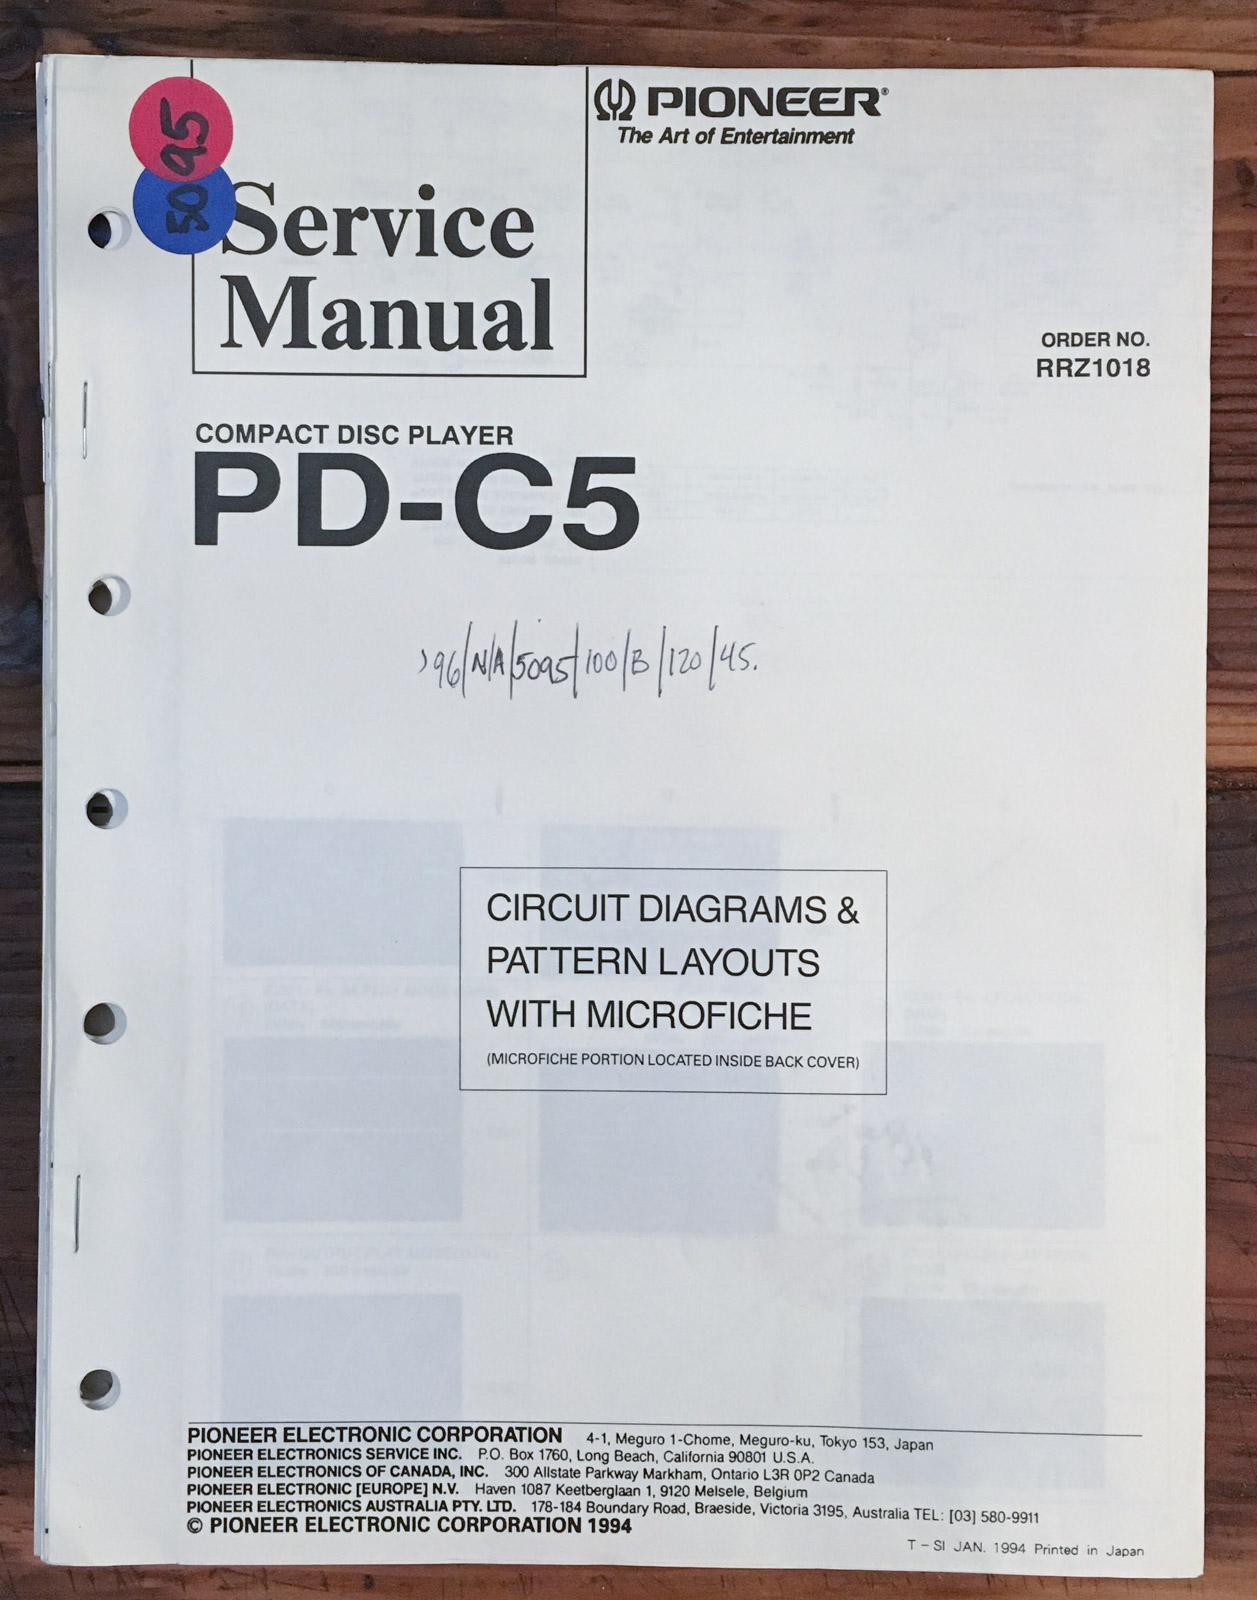 5095
PIONEER®
The Art of Entertainment
Service
Manual
ORDER NO.
RRZ1018
COMPACT DISC PLAYER
PD-C5
96/N/A/5095/100/B/120/45.
CIRCUIT DIAGRAMS &
PATTERN LAYOUTS
WITH MICROFICHE
(MICROFICHE PORTION LOCATED INSIDE BACK COVER)
PIONEER ELECTRONIC CORPORATION 4-1, Meguro 1-Chome, Meguro-ku, Tokyo 153, Japan
PIONEER ELECTRONICS SERVICE INC. P.O. Box 1760, Long Beach, California 90801 U.S.A.
PIONEER ELECTRONICS OF CANADA, INC. 300 Allstate Parkway Markham, Ontario L3R 0P2 Canada
PIONEER ELECTRONIC [EUROPE] N.V. Haven 1087 Keetberglaan 1, 9120 Melsele, Belgium
PIONEER ELECTRONICS AUSTRALIA PTY. LTD. 178-184 Boundary Road, Braeside, Victoria 3195, Australia TEL: [03] 580-9911
© PIONEER ELECTRONIC CORPORATION 1994
T – SI JAN. 1994 Printed in Japan